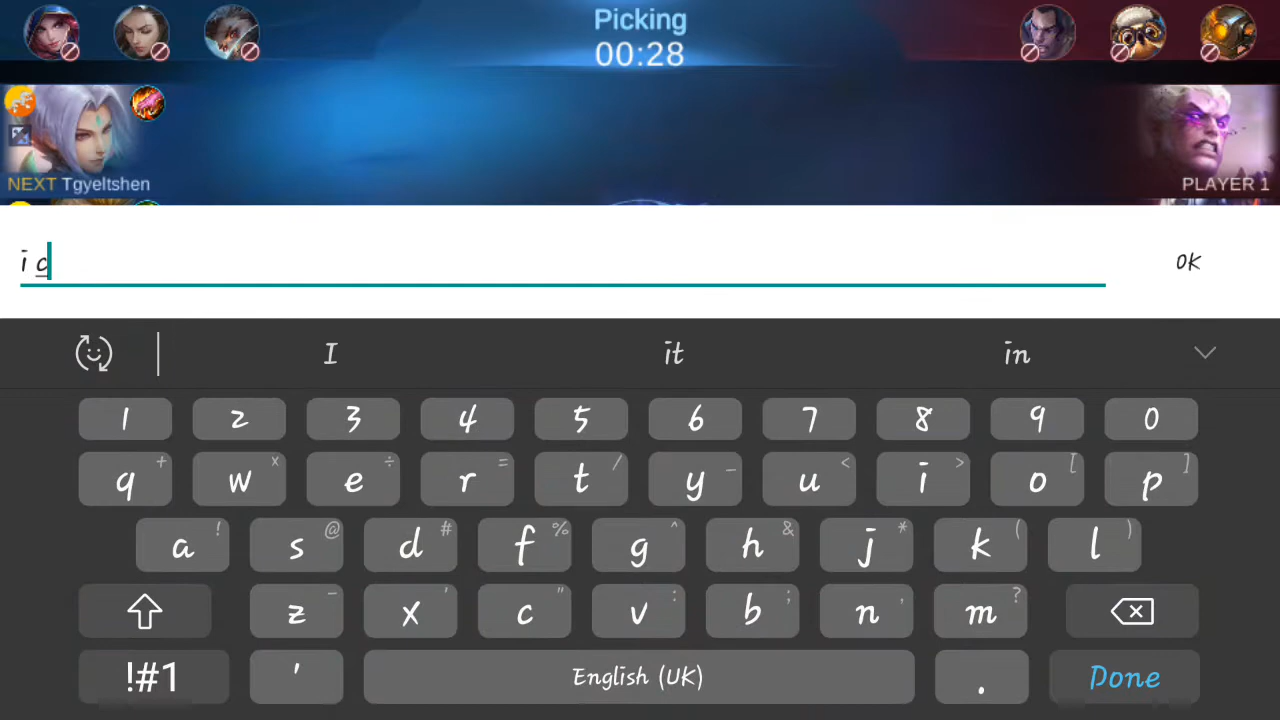 Picking
00:28
NEXT Tgyeltshen
PLAYER 1
i c
OK
I it in
1 2 3 4 5 6 7 8 9 0
q + w x e ÷ r = t / y _ u < i > o [ p ]
a ! s @ d # f % g ^ h & j * k ( l )
z - x ' c " v : b ; n , m ?
!#1 ' English (UK) . Done